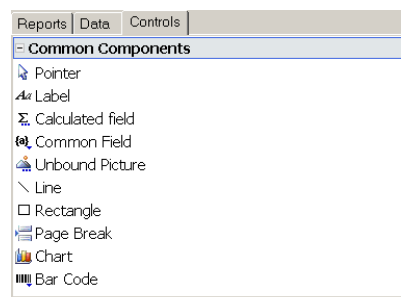 Reports Data Controls
Common Components
Pointer
Aa Label
Σ Calculated field
{a} Common Field
Unbound Picture
Line
Rectangle
Page Break
Chart
Bar Code